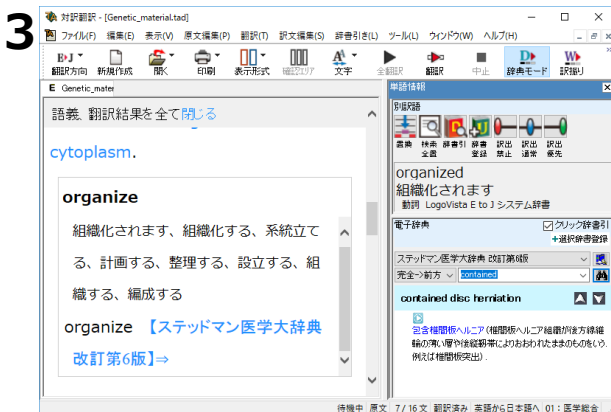 3
対訳翻訳 - [Genetic_material.tad]
ファイル(F) 編集(E) 表示(V) 原文編集(P) 翻訳(T) 訳文編集(S) 辞書引き(L) ツール(L) ウィンドウ(W) ヘルプ(H)
E›J
翻訳方向 新規作成 開く 印刷 表示形式 確認エリア 文字 全翻訳 翻訳 中止 辞典モード 訳振り
E Genetic_mater
語義、翻訳結果を全て閉じる
cytoplasm.
organize
組織化されます、組織化する、系統立て
る、計画する、整理する、設立する、組
織する、編成する
organize 【ステッドマン医学大辞典
改訂第6版】⇒
単語情報
別訳語
置換 検索全置 辞書引 辞書登録 訳出禁止 訳出通常 訳出優先
organized
組織化されます
動詞 LogoVista E to J システム辞書
電子辞典 クリック辞書引
+選択辞書登録
ステッドマン医学大辞典 改訂第6版
完全->前方 contained
contained disc herniation
包含椎間板ヘルニア(椎間板ヘルニア組織が後方線維
輪の薄い層や後縦靭帯によりおおわれたままのものをいう.
例えば椎間板突出).
待機中 原文 7/16文 翻訳済み 英語から日本語へ 01：医学総合